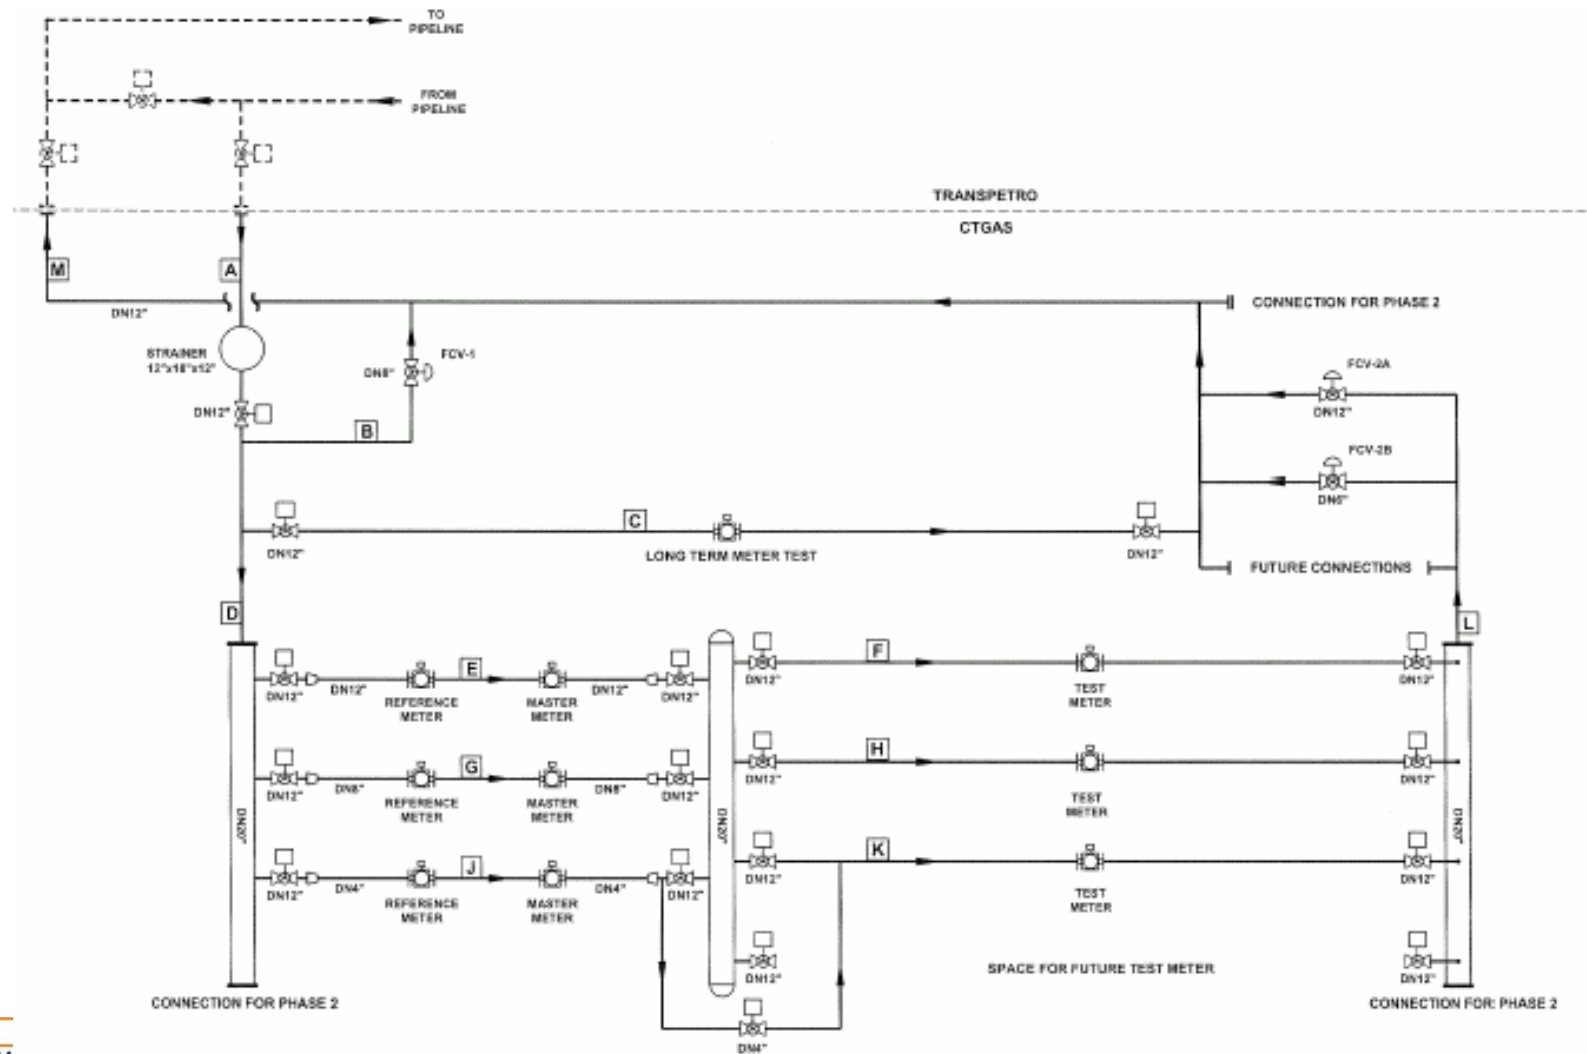 TO
PIPELINE
FROM
PIPELINE
TRANSPETRO
CTGAS
M
A
DN12"
CONNECTION FOR PHASE 2
STRAINER
12"x18"x12"
FCV-1
DN8"
FCV-2A
DN12"
DN12"
B
FCV-2B
DN6"
C
DN12"
LONG TERM METER TEST
DN12"
FUTURE CONNECTIONS
D
L
E
F
DN12"
DN12"
REFERENCE
METER
MASTER
METER
DN12"
DN12"
DN12"
TEST
METER
DN12"
G
H
DN12"
DN8"
REFERENCE
METER
MASTER
METER
DN8"
DN12"
DN12"
TEST
METER
DN12"
DN20"
DN20"
DN20"
J
K
DN12"
DN4"
REFERENCE
METER
MASTER
METER
DN4"
DN12"
DN12"
TEST
METER
DN12"
DN12"
SPACE FOR FUTURE TEST METER
DN12"
CONNECTION FOR PHASE 2
CONNECTION FOR: PHASE 2
DN4"